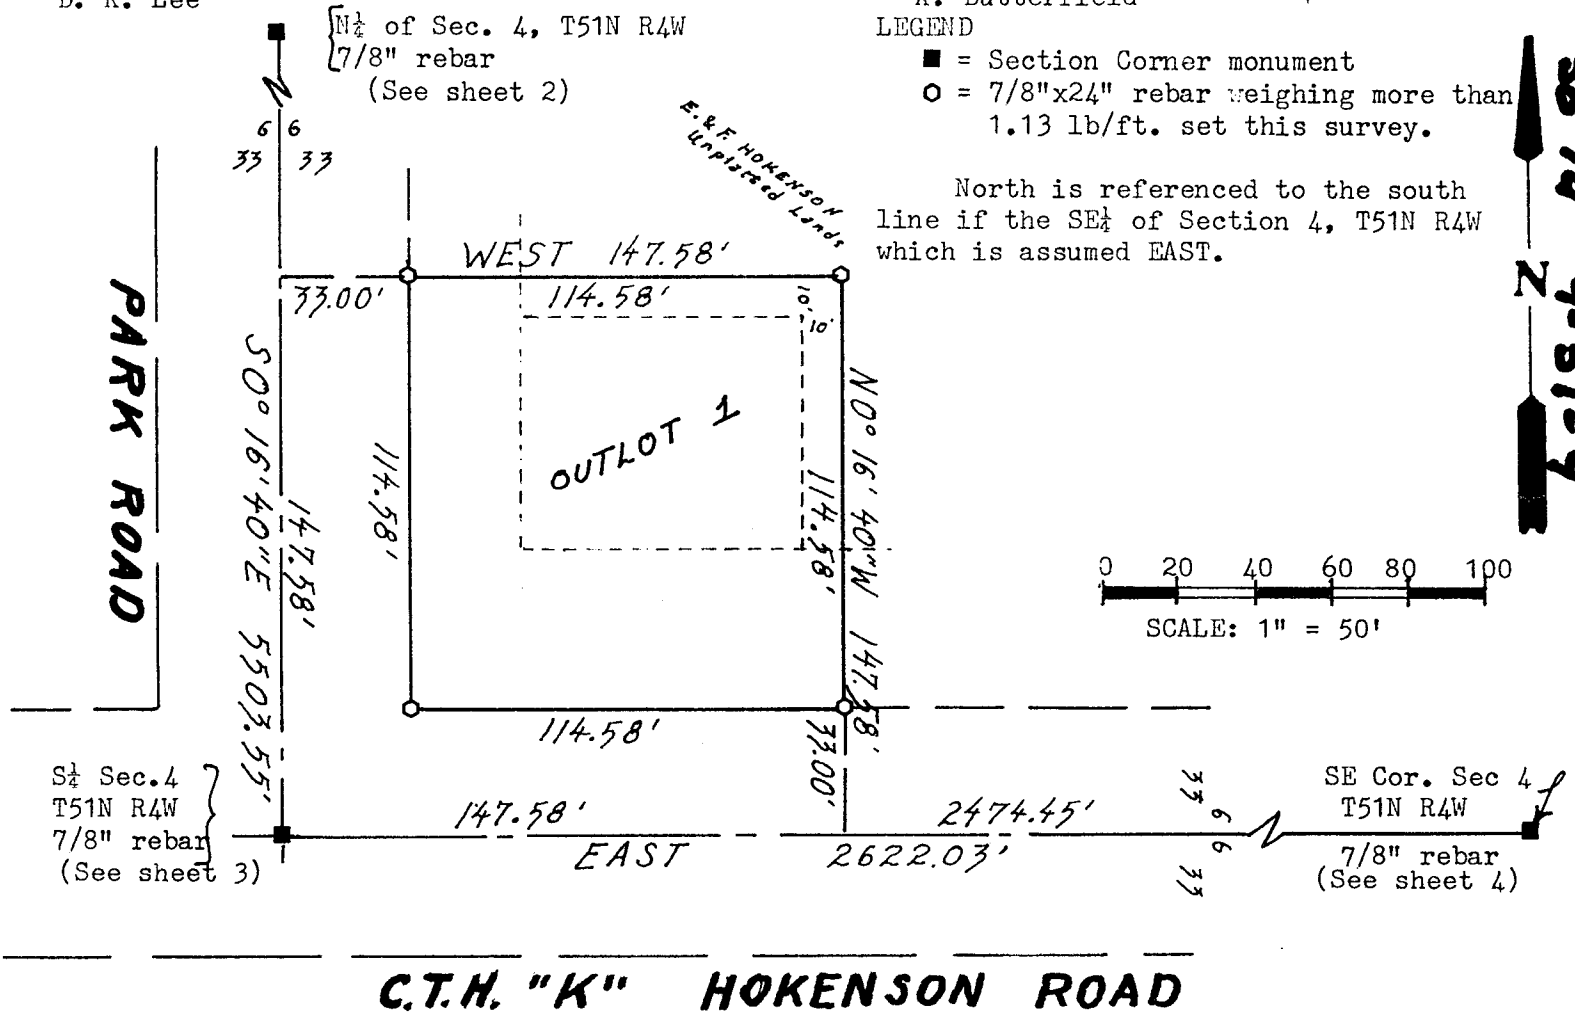 D. R. Lee
N¼ of Sec. 4, T51N R4W
7/8" rebar
(See sheet 2)
LEGEND
■ = Section Corner monument
O = 7/8"x24" rebar weighing more than
1.13 lb/ft. set this survey.
North is referenced to the south
line if the SE¼ of Section 4, T51N R4W
which is assumed EAST.
E. & F. HOKENSON
Unplatted Lands
6 6
33 33
WEST 147.58'
33.00'
114.58'
10'
10'
N
PARK ROAD
S0° 16' 40"E 5503.55'
147.58'
114.58'
OUTLOT 1
114.58'
N0° 16' 40"W 147.58'
0 20 40 60 80 100
SCALE: 1" = 50'
114.58'
33.00'
S¼ Sec.4
T51N R4W
7/8" rebar
(See sheet 3)
147.58'
2474.45'
EAST 2622.03'
33 66 33
SE Cor. Sec 4
T51N R4W
7/8" rebar
(See sheet 4)
C.T.H. "K" HOKENSON ROAD